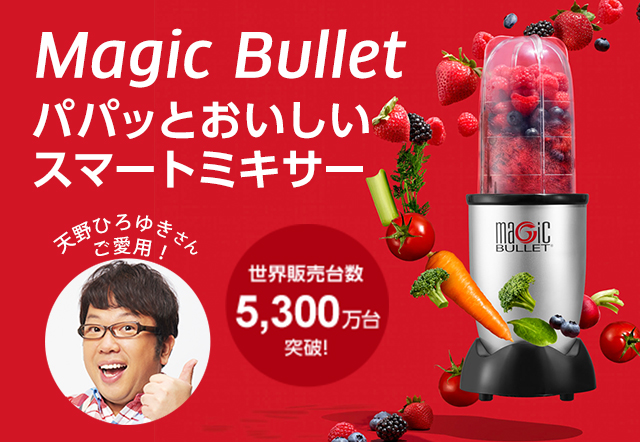 Magic Bullet
パパッとおいしい
スマートミキサー
天野ひろゆきさん
ご愛用！
世界販売台数
5,300万台
突破!
magic
BULLET®